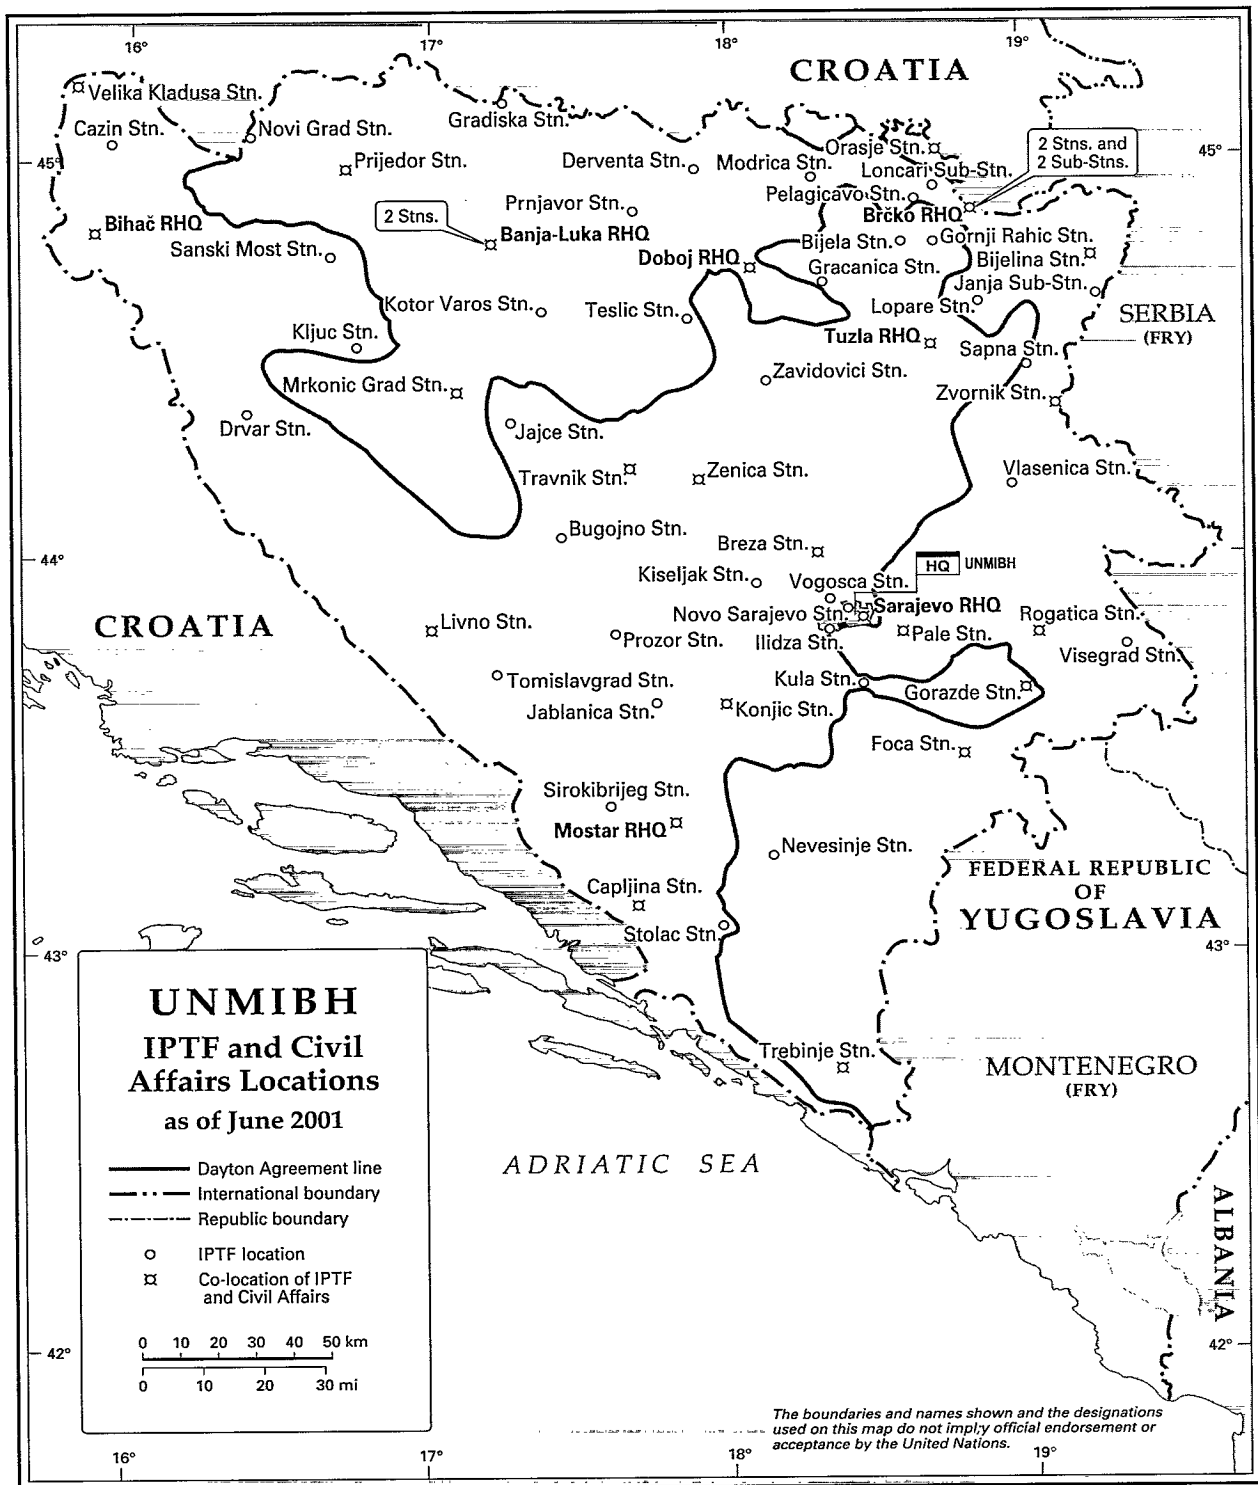 16°
17°
18°
19°
CROATIA
Velika Kladusa Stn.
Cazin Stn.
Novi Grad Stn.
Gradiska Stn.
45°
Prijedor Stn.
Derventa Stn.
Modrica Stn.
Orasje Stn.
Loncari Sub-Stn.
2 Stns. and
2 Sub-Stns.
45°
Pelagicavo Stn.
Prnjavor Stn.
Brčko RHQ
2 Stns.
Bihač RHQ
Banja-Luka RHQ
Sanski Most Stn.
Doboj RHQ
Bijela Stn.
Gornji Rahic Stn.
Bijelina Stn.
Gracanica Stn.
Janja Sub-Stn.
Kotor Varos Stn.
Teslic Stn.
Lopare Stn.
SERBIA
(FRY)
Kljuc Stn.
Tuzla RHQ
Sapna Stn.
Mrkonic Grad Stn.
Zavidovici Stn.
Zvornik Stn.
Drvar Stn.
Jajce Stn.
Travnik Stn.
Zenica Stn.
Vlasenica Stn.
Bugojno Stn.
Breza Stn.
44°
HQ
UNMIBH
Kiseljak Stn.
Vogosca Stn.
CROATIA
Livno Stn.
Novo Sarajevo Stn.
Sarajevo RHQ
Rogatica Stn.
Prozor Stn.
Ilidza Stn.
Pale Stn.
Visegrad Stn.
Tomislavgrad Stn.
Kula Stn.
Gorazde Stn.
Jablanica Stn.
Konjic Stn.
Foca Stn.
Sirokibrijeg Stn.
Mostar RHQ
Nevesinje Stn.
FEDERAL REPUBLIC
OF
YUGOSLAVIA
Capljina Stn.
Stolac Stn.
43°
43°
UNMIBH
IPTF and Civil
Affairs Locations
as of June 2001
Trebinje Stn.
MONTENEGRO
(FRY)
ADRIATIC SEA
Dayton Agreement line
International boundary
Republic boundary
IPTF location
Co-location of IPTF
and Civil Affairs
0 10 20 30 40 50 km
0 10 20 30 mi
ALBANIA
42°
42°
The boundaries and names shown and the designations
used on this map do not impl;y official endorsement or
acceptance by the United Nations.
16°
17°
18°
19°